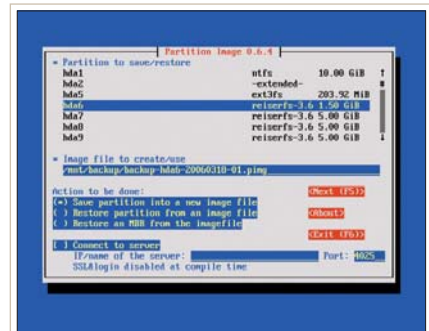 Partition Image 0.6.4
* Partition to save/restore
hda1 ntfs 10.00 GiB
hda2 -extended-
hda5 ext3fs 203.92 MiB
hda6 reiserfs-3.6 1.50 GiB
hda7 reiserfs-3.6 5.00 GiB
hda8 reiserfs-3.6 5.00 GiB
hda9 reiserfs-3.6 5.00 GiB
* Image file to create/use
/mnt/backup/backup-hda6-20060310-01.pimg
Action to be done: <Next (F5)>
(*) Save partition into a new image file
( ) Restore partition from an image file <About>
( ) Restore an MBR from the imagefile
<Exit (F6)>
[ ] Connect to server
IP/name of the server: Port: 4025
SSL&login disabled at compile time